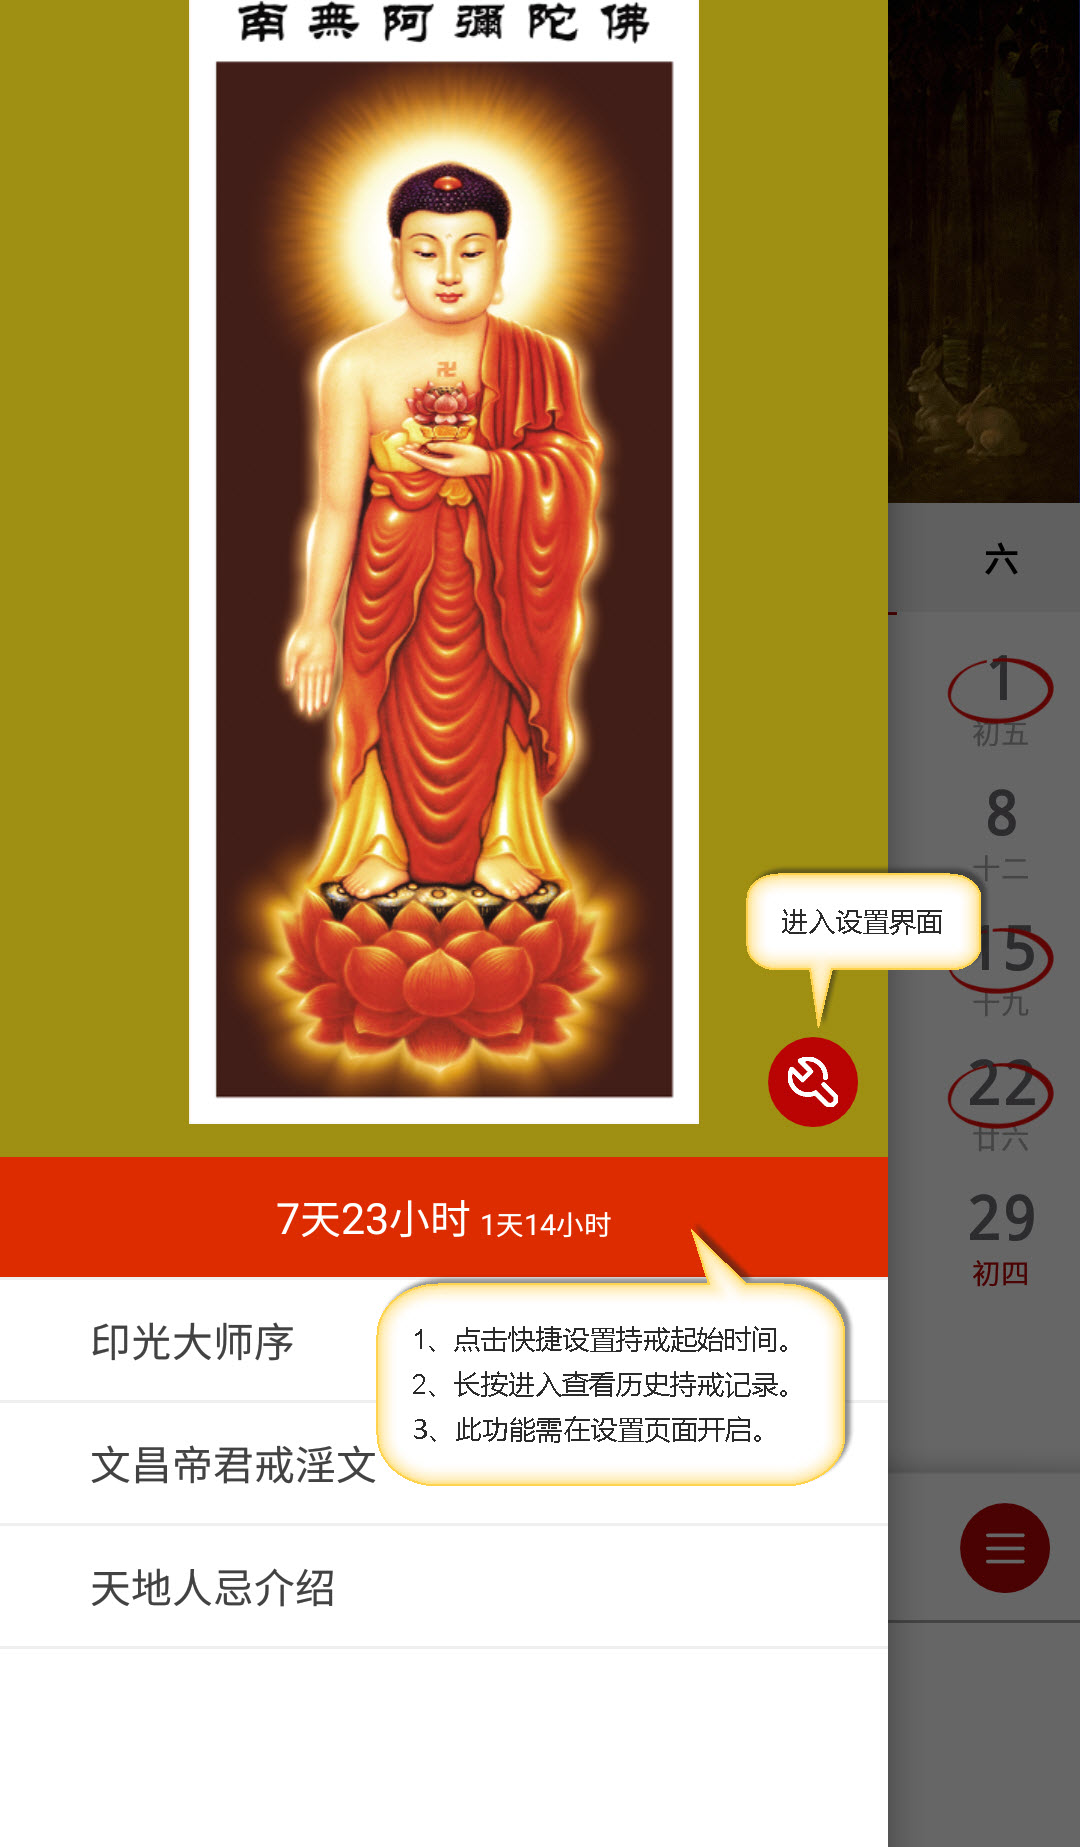 南無阿彌陀佛
六
1
初五
8
十二
进入设置界面
15
十九
22
廿六
29
初四
7天23小时 1天14小时
1、点击快捷设置持戒起始时间。
2、长按进入查看历史持戒记录。
3、此功能需在设置页面开启。
印光大师序
文昌帝君戒淫文
天地人忌介绍